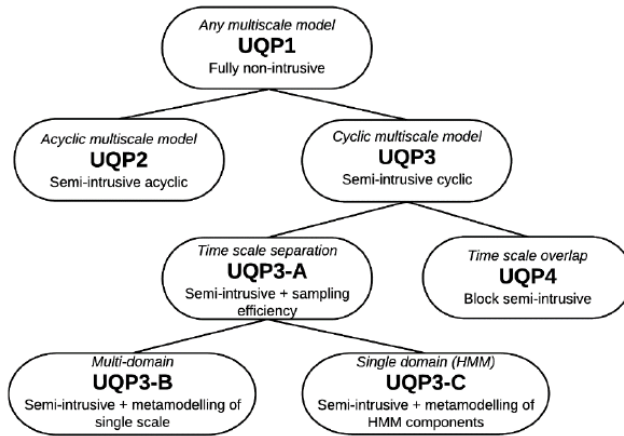 Any multiscale model
UQP1
Fully non-intrusive
Acyclic multiscale model
UQP2
Semi-intrusive acyclic
Cyclic multiscale model
UQP3
Semi-intrusive cyclic
Time scale separation
UQP3-A
Semi-intrusive + sampling
efficiency
Time scale overlap
UQP4
Block semi-intrusive
Multi-domain
UQP3-B
Semi-intrusive + metamodelling of
single scale
Single domain (HMM)
UQP3-C
Semi-intrusive + metamodelling of
HMM components